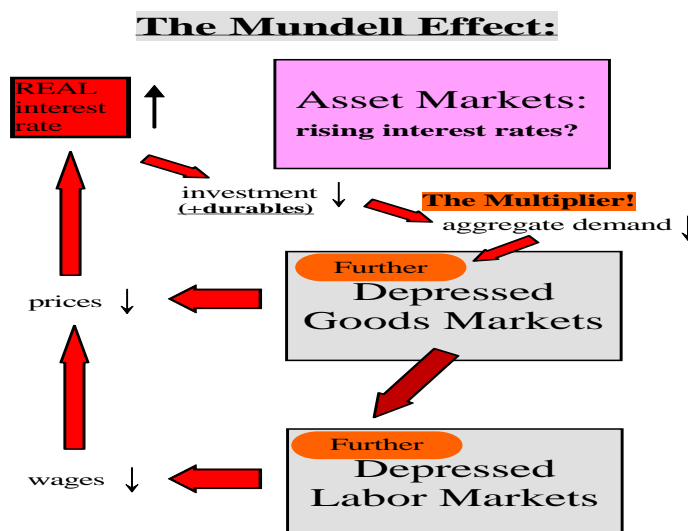 The Mundell Effect:
REAL
interest
rate
Asset Markets:
rising interest rates?
investment
(+durables)
The Multiplier!
aggregate demand
Further
Depressed
Goods Markets
prices
Further
Depressed
Labor Markets
wages